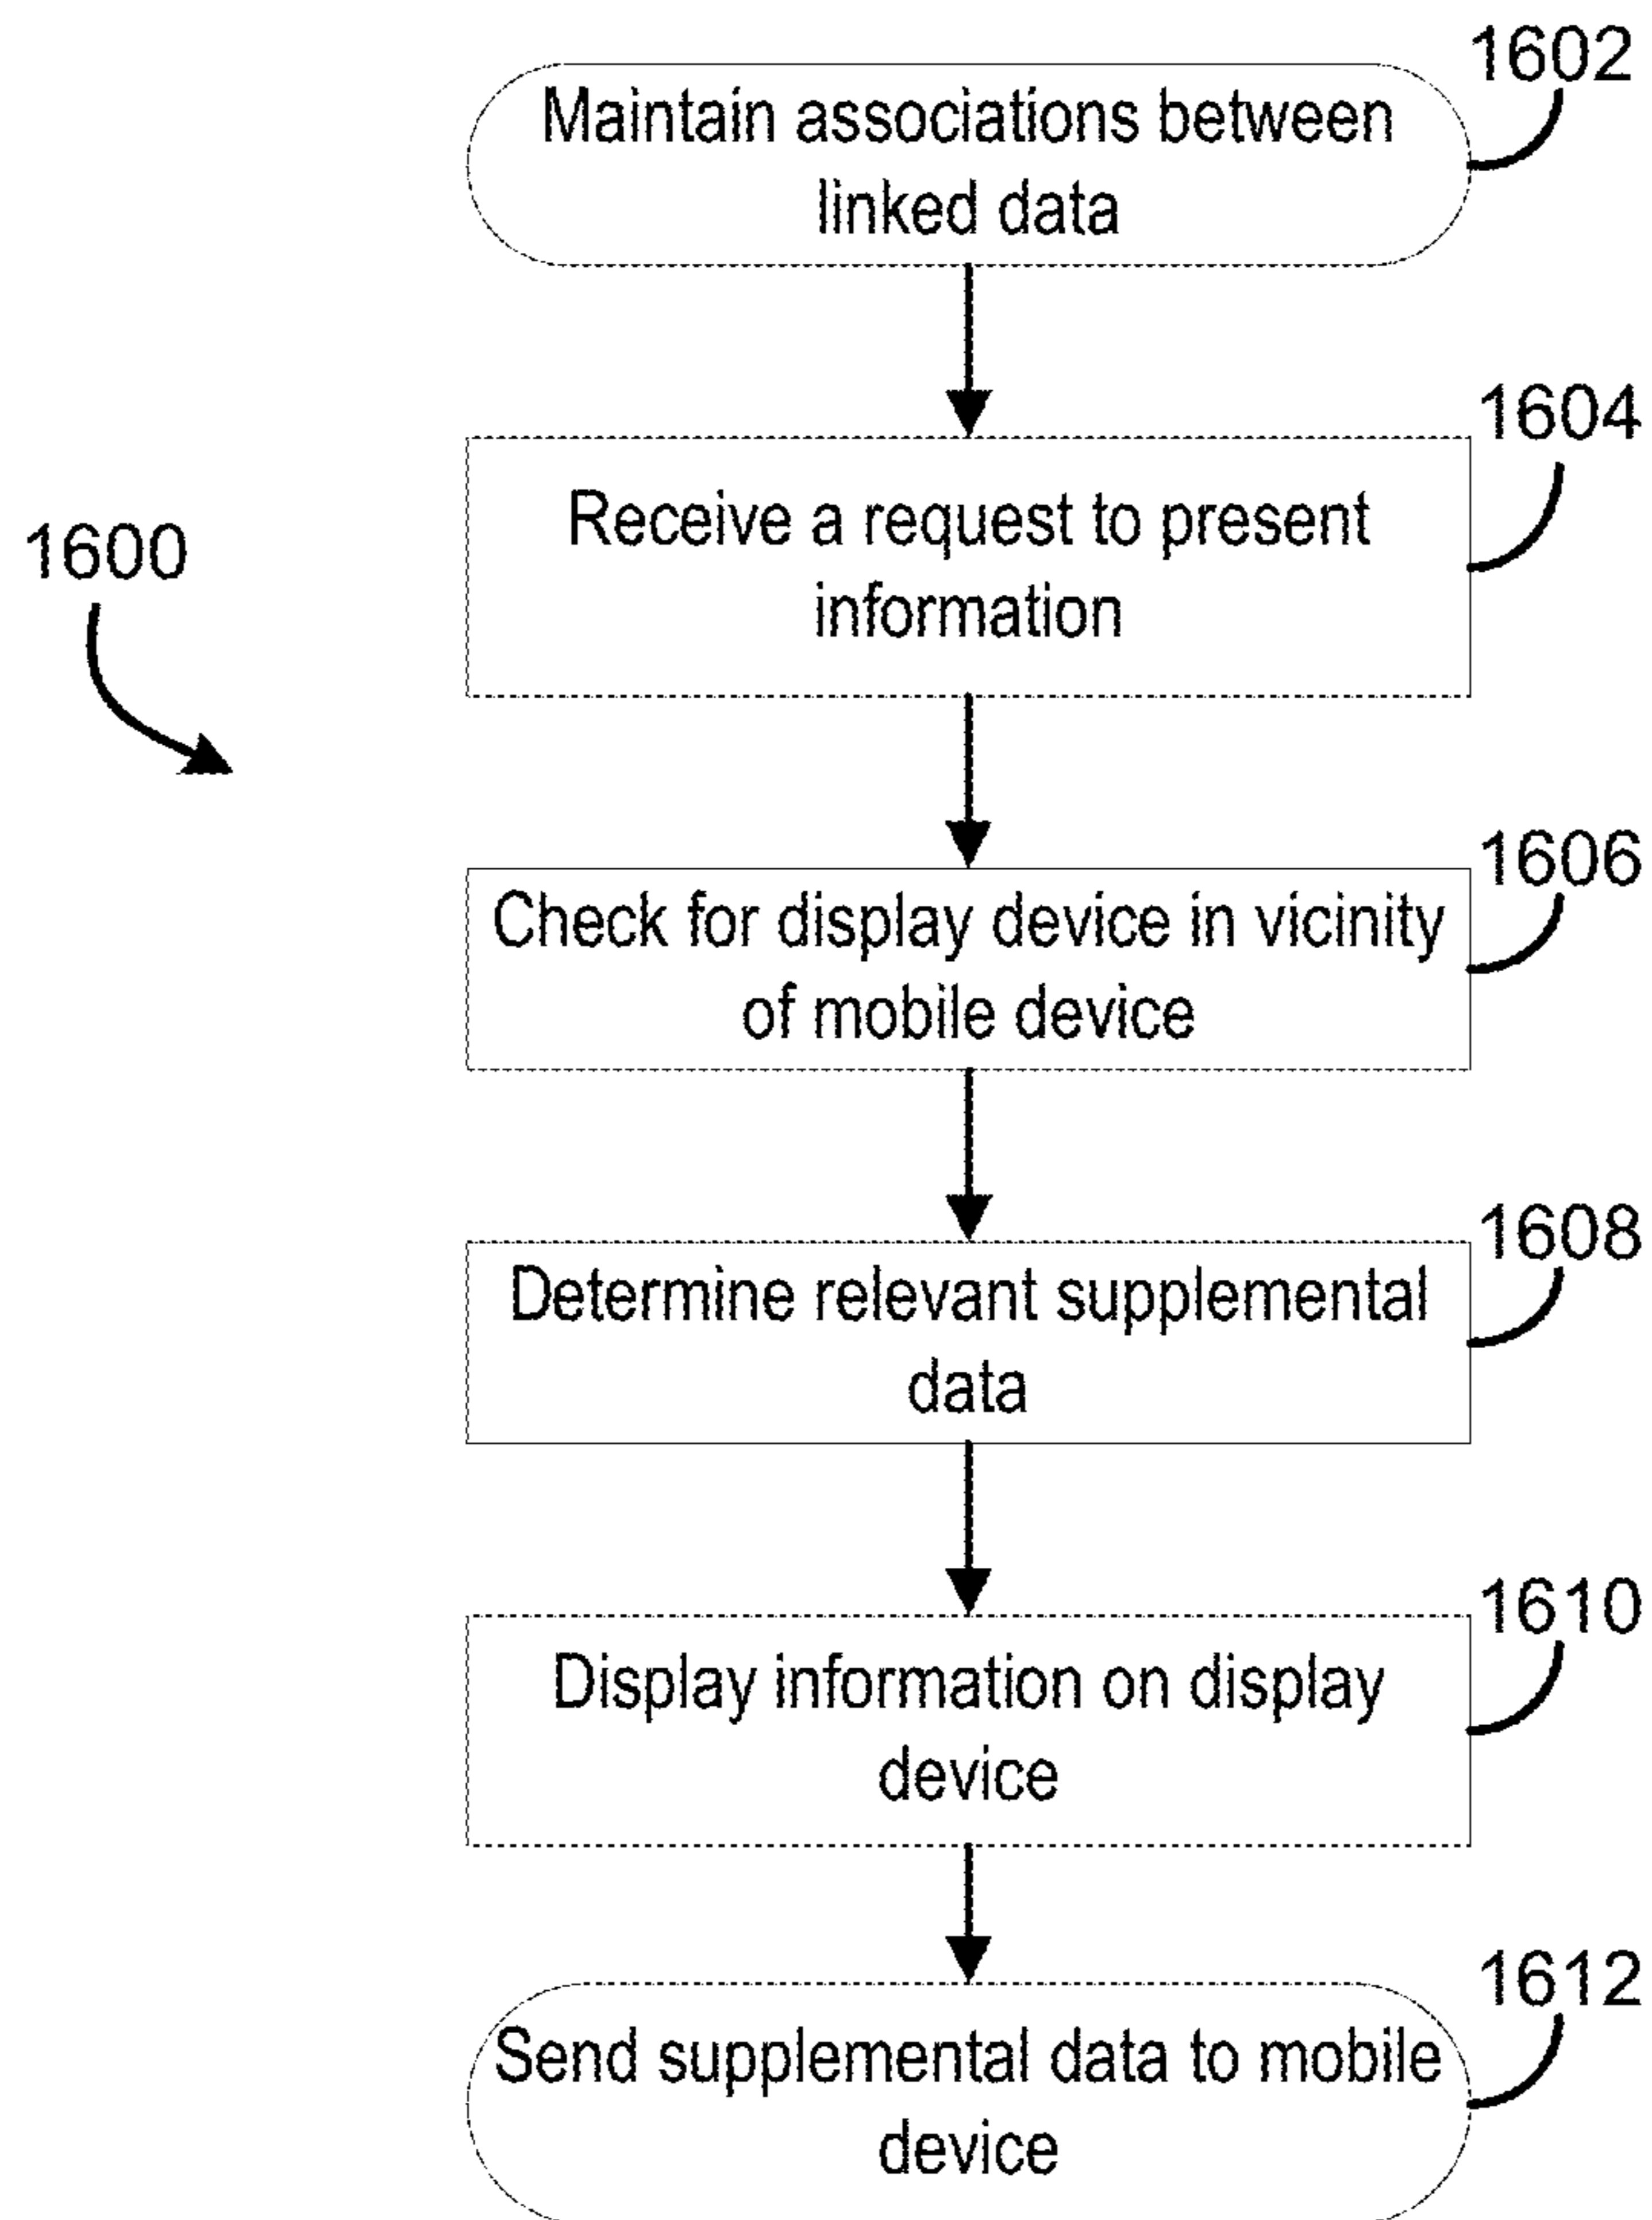 1602
Maintain associations between
linked data
1604
Receive a request to present
information
1600
1606
Check for display device in vicinity
of mobile device
1608
Determine relevant supplemental
data
1610
Display information on display
device
1612
Send supplemental data to mobile
device